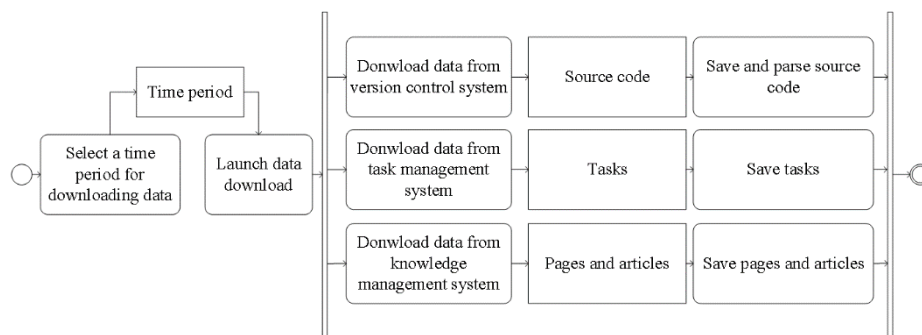 Time period
Select a time
period for
downloading data
Launch data
download
Donwload data from
version control system
Source code
Save and parse source
code
Donwload data from
task management
system
Tasks
Save tasks
Donwload data from
knowledge
management system
Pages and articles
Save pages and articles